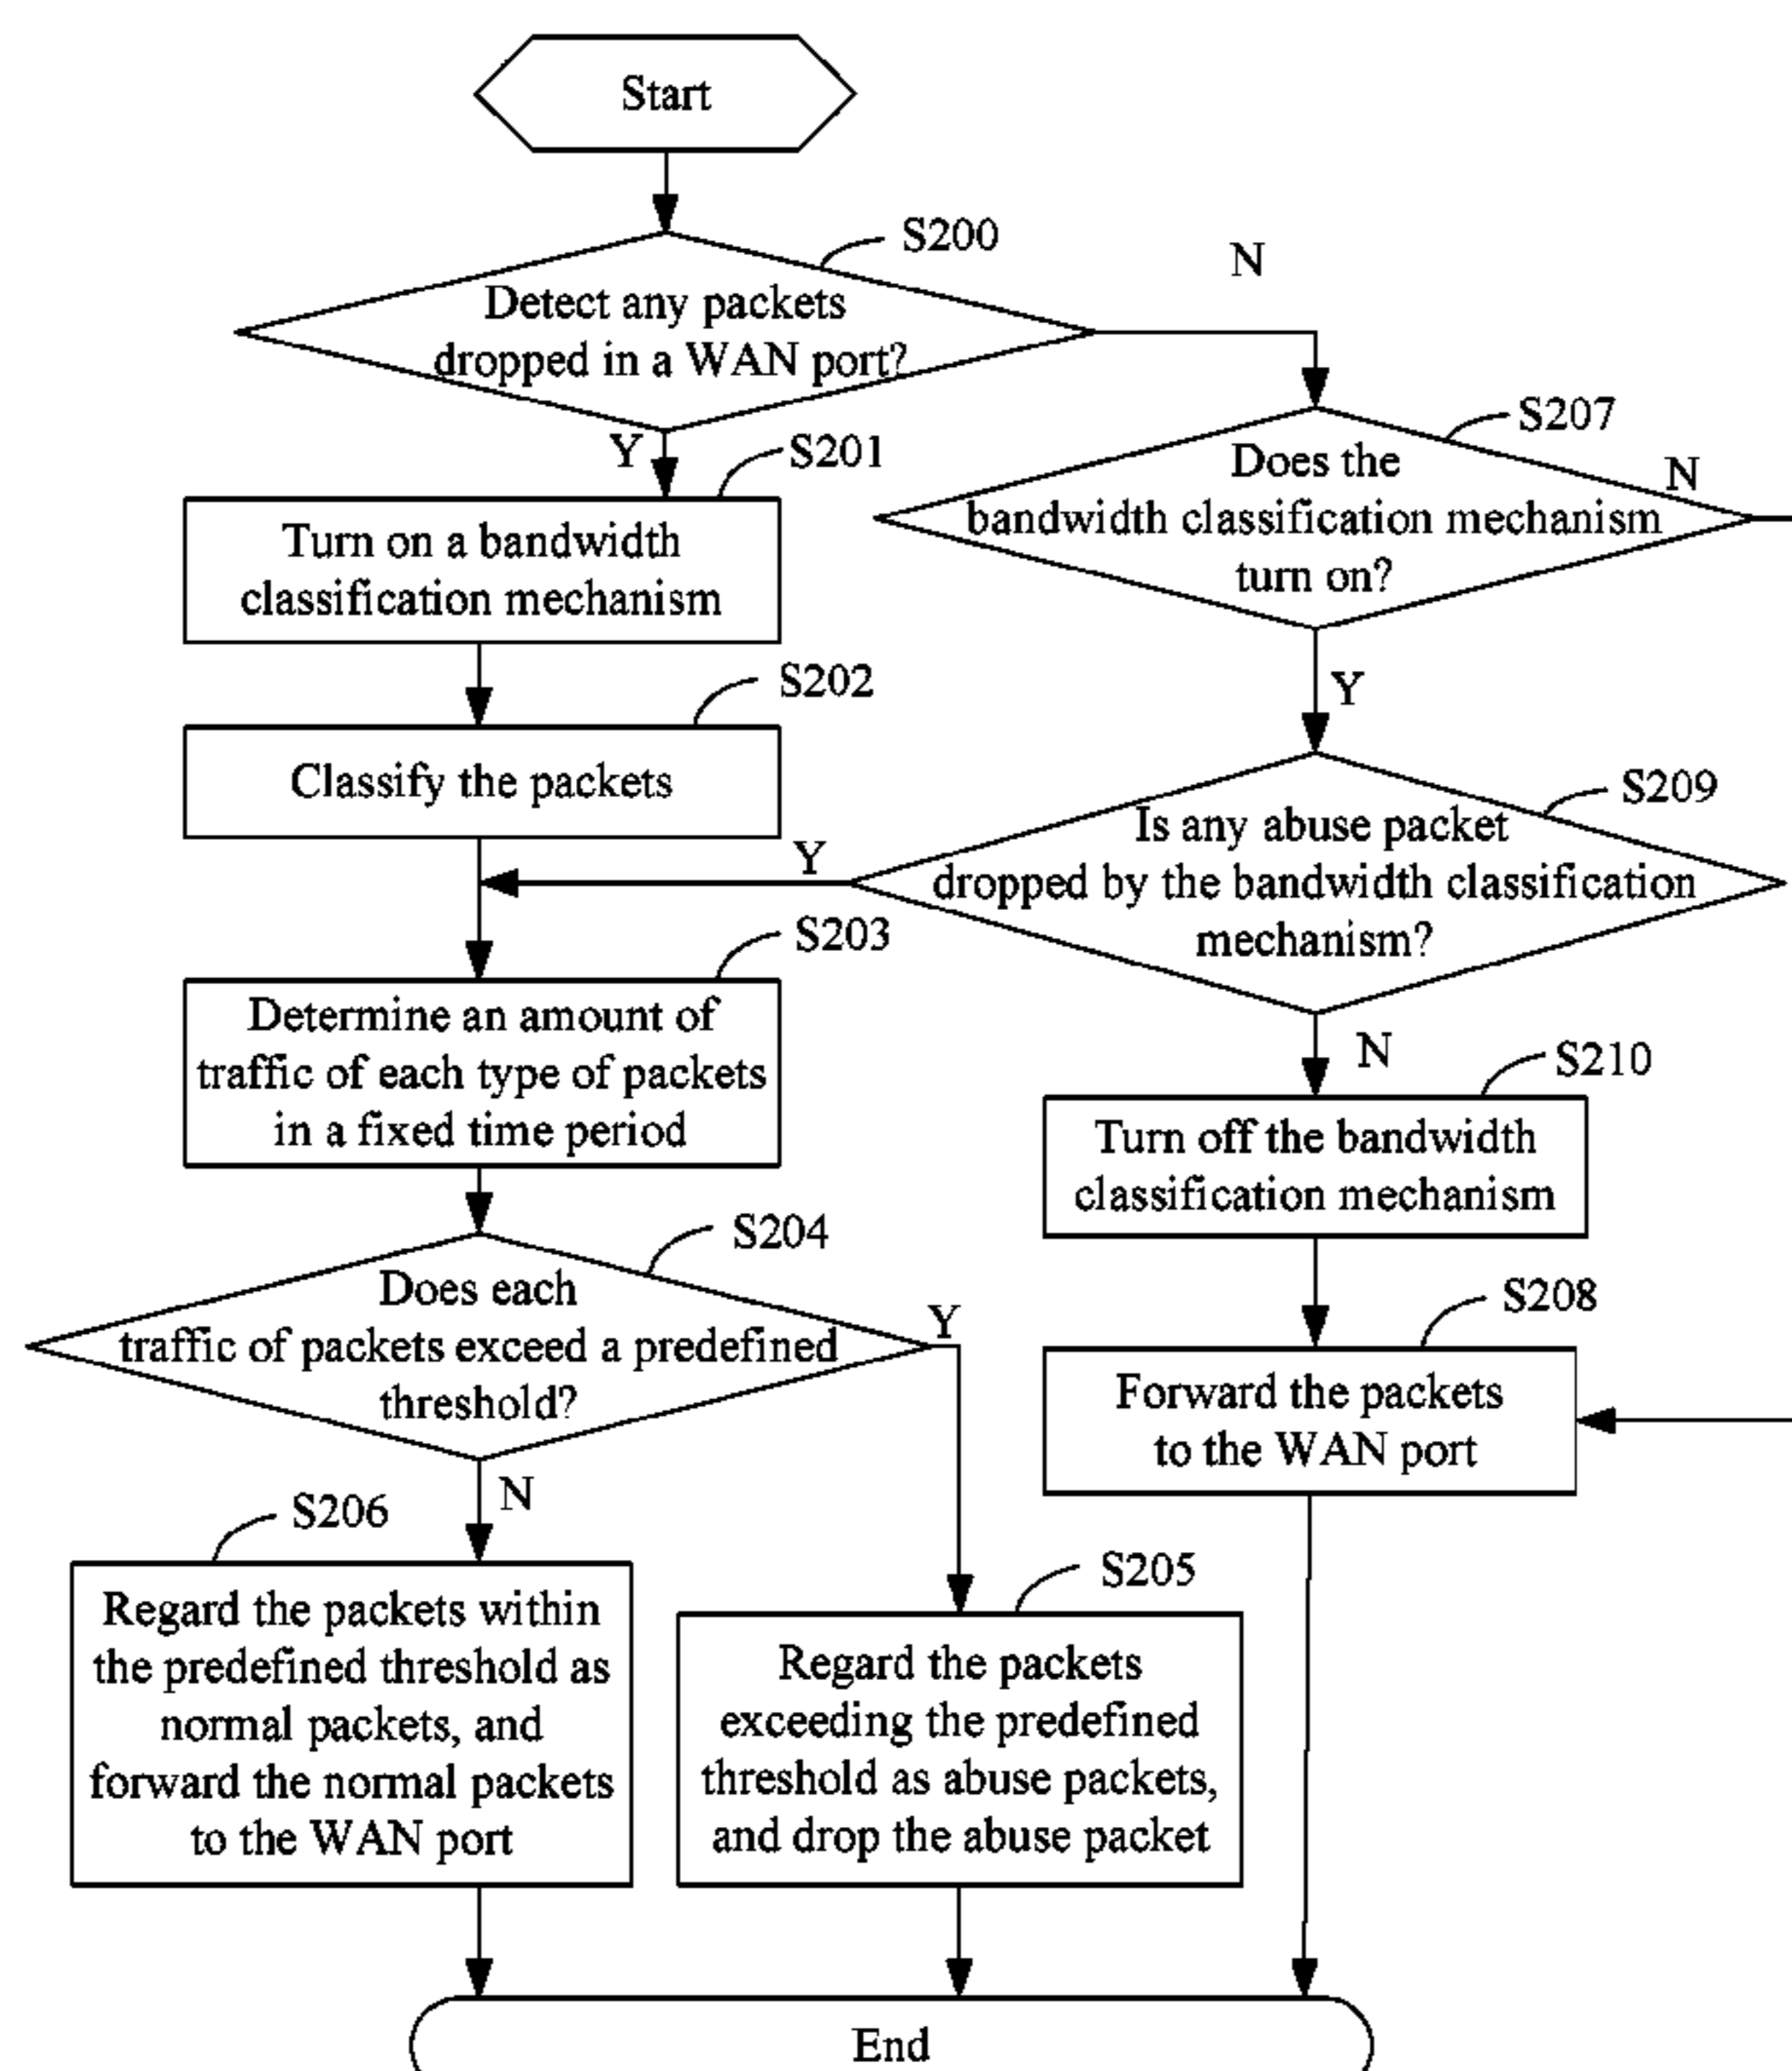 Start
S200
N
Detect any packets
dropped in a WAN port?
Y
S201
Turn on a bandwidth
classification mechanism
S207
Does the
bandwidth classification mechanism
turn on?
N
S202
Classify the packets
Y
S209
Is any abuse packet
dropped by the bandwidth classification
mechanism?
Y
S203
Determine an amount of
traffic of each type of packets
in a fixed time period
N
S210
Turn off the bandwidth
classification mechanism
S204
Does each
traffic of packets exceed a predefined
threshold?
Y
S208
Forward the packets
to the WAN port
N
S206
Regard the packets within
the predefined threshold as
normal packets, and
forward the normal packets
to the WAN port
S205
Regard the packets
exceeding the predefined
threshold as abuse packets,
and drop the abuse packet
End